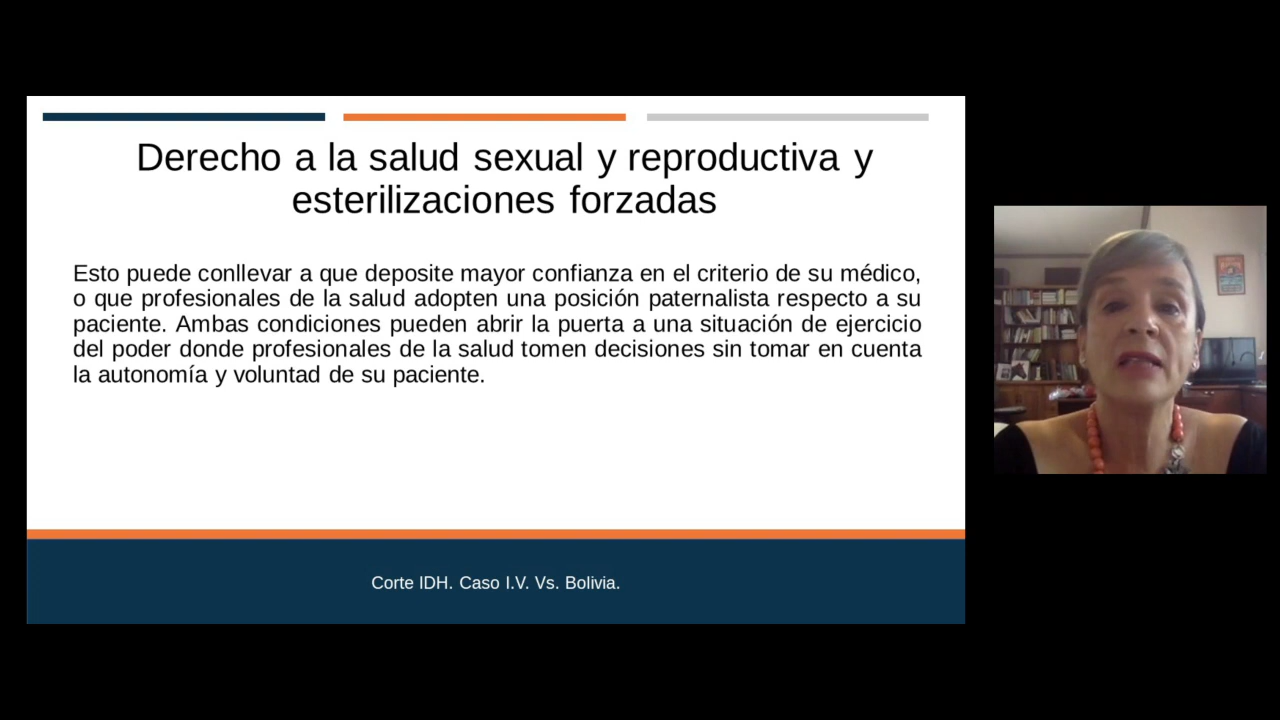 Derecho a la salud sexual y reproductiva y
esterilizaciones forzadas
Esto puede conllevar a que deposite mayor confianza en el criterio de su médico,
o que profesionales de la salud adopten una posición paternalista respecto a su
paciente. Ambas condiciones pueden abrir la puerta a una situación de ejercicio
del poder donde profesionales de la salud tomen decisiones sin tomar en cuenta
la autonomía y voluntad de su paciente.
Corte IDH. Caso I.V. Vs. Bolivia.